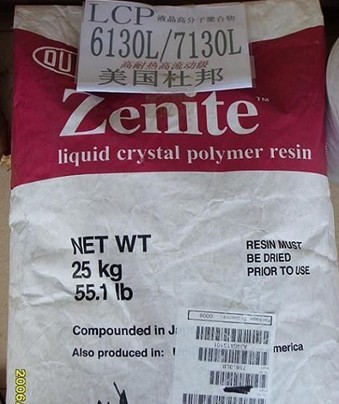 LCP 液晶高分子聚合物
6130L/7130L
高耐热高流动级
美国杜邦
Zenite™
liquid crystal polymer resin
NET WT
25 kg
55.1 lb
RESIN MUST
BE DRIED
PRIOR TO USE
Compounded in
Also produced in: